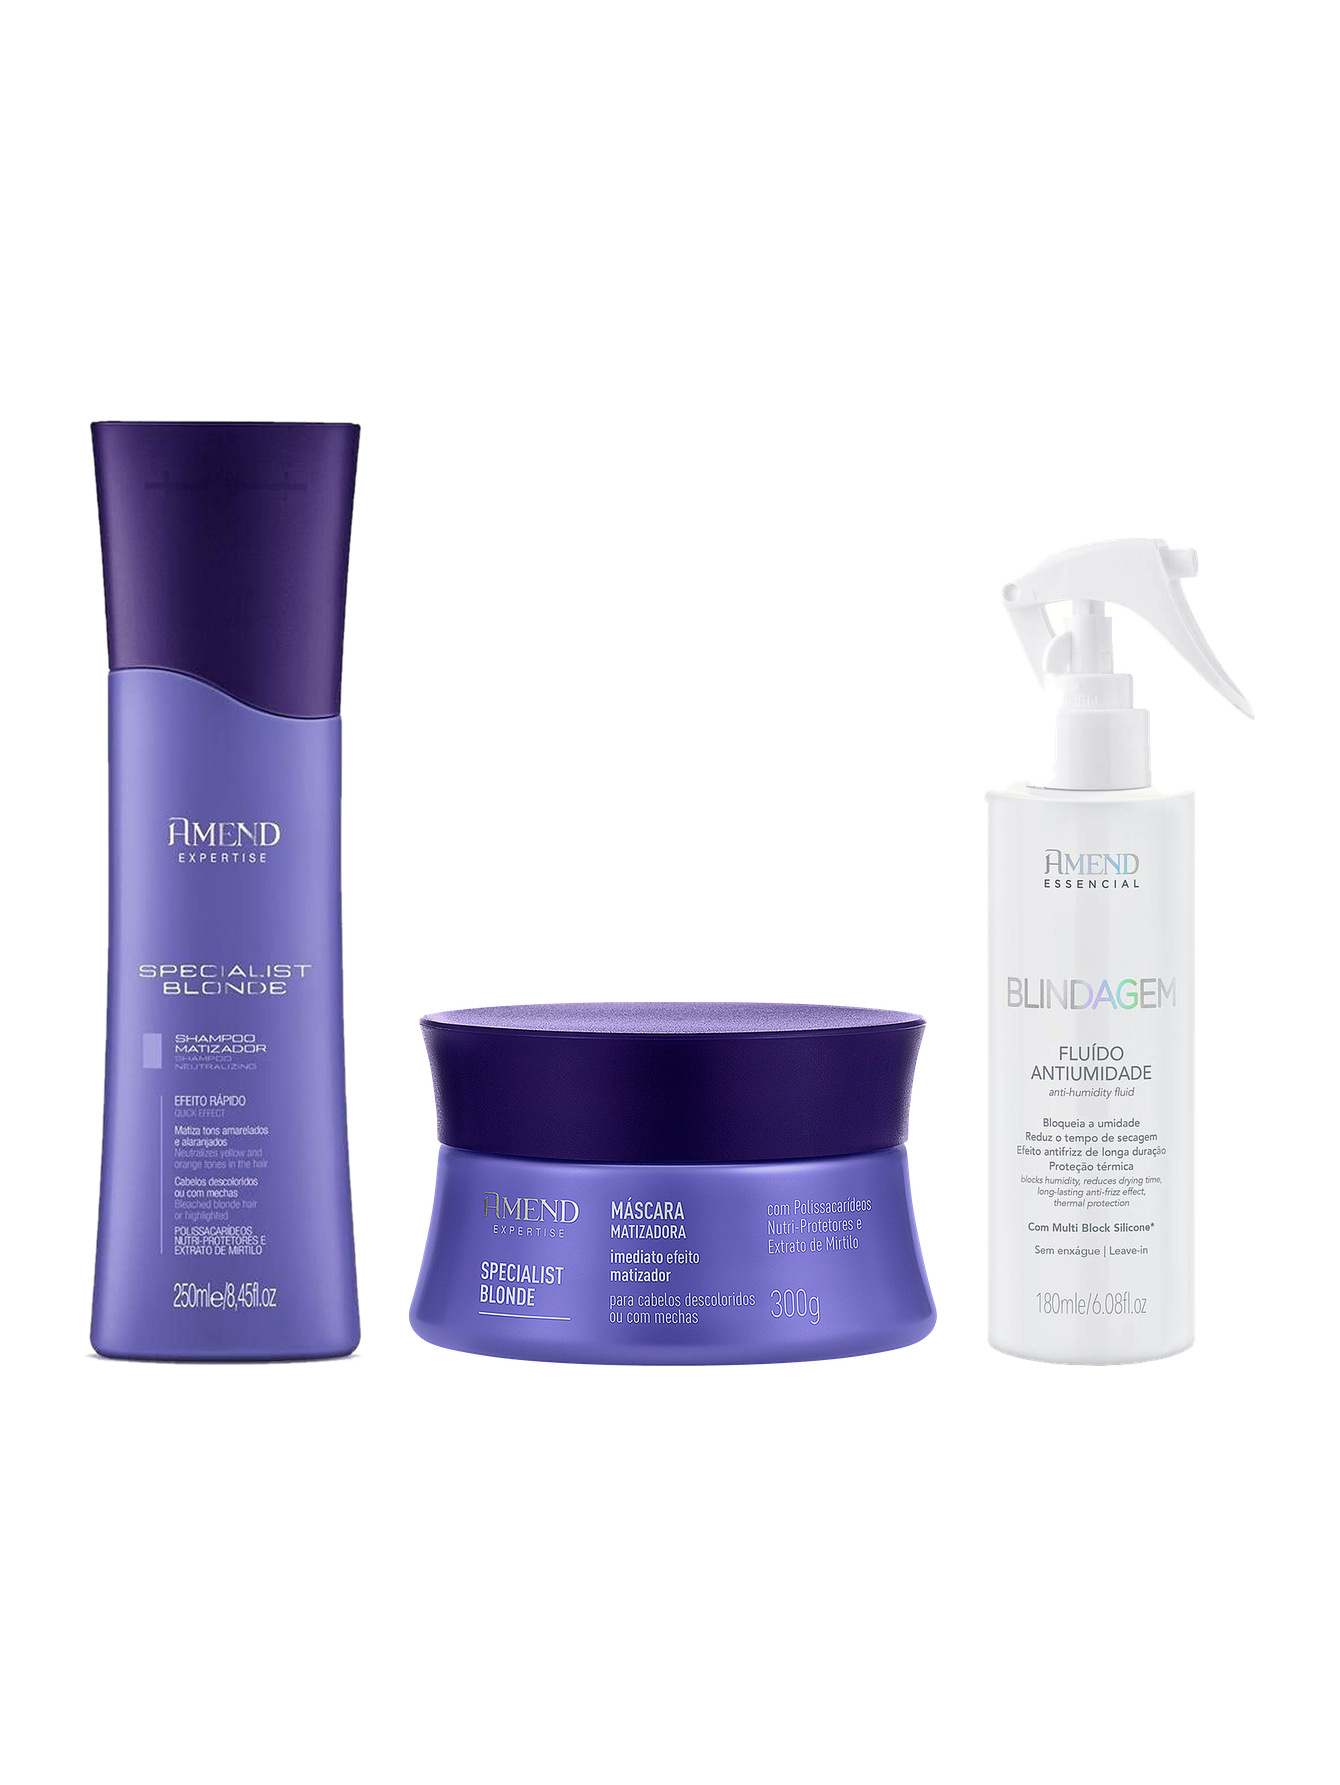 AMEND
EXPERTISE
SPECIALIST
BLONDE
SHAMPOO
MATIZADOR
SHAMPOO
NEUTRALIZING
EFEITO RÁPIDO
QUICK EFFECT
Matiza tons amarelados
e alaranjados
Neutralizes yellow and
orange tones in the hair
Cabelos descoloridos
ou com mechas
Bleached blonde hair
or highlighted
POLISSACARÍDEOS
NUTRI-PROTETORES E
EXTRATO DE MIRTILO
250mle/8,45fl.oz
AMEND
EXPERTISE
SPECIALIST
BLONDE
MÁSCARA
MATIZADORA
imediato efeito
matizador
para cabelos descoloridos
ou com mechas
com Polissacarídeos
Nutri-Protetores e
Extrato de Mirtilo
300g
AMEND
ESSENCIAL
BLINDAGEM
FLUÍDO
ANTIUMIDADE
anti-humidity fluid
Bloqueia a umidade
Reduz o tempo de secagem
Efeito antifrizz de longa duração
Proteção térmica
blocks humidity, reduces drying time,
long-lasting anti-frizz effect,
thermal protection
Com Multi Block Silicone*
Sem enxágue | Leave-in
180mle/6.08fl.oz